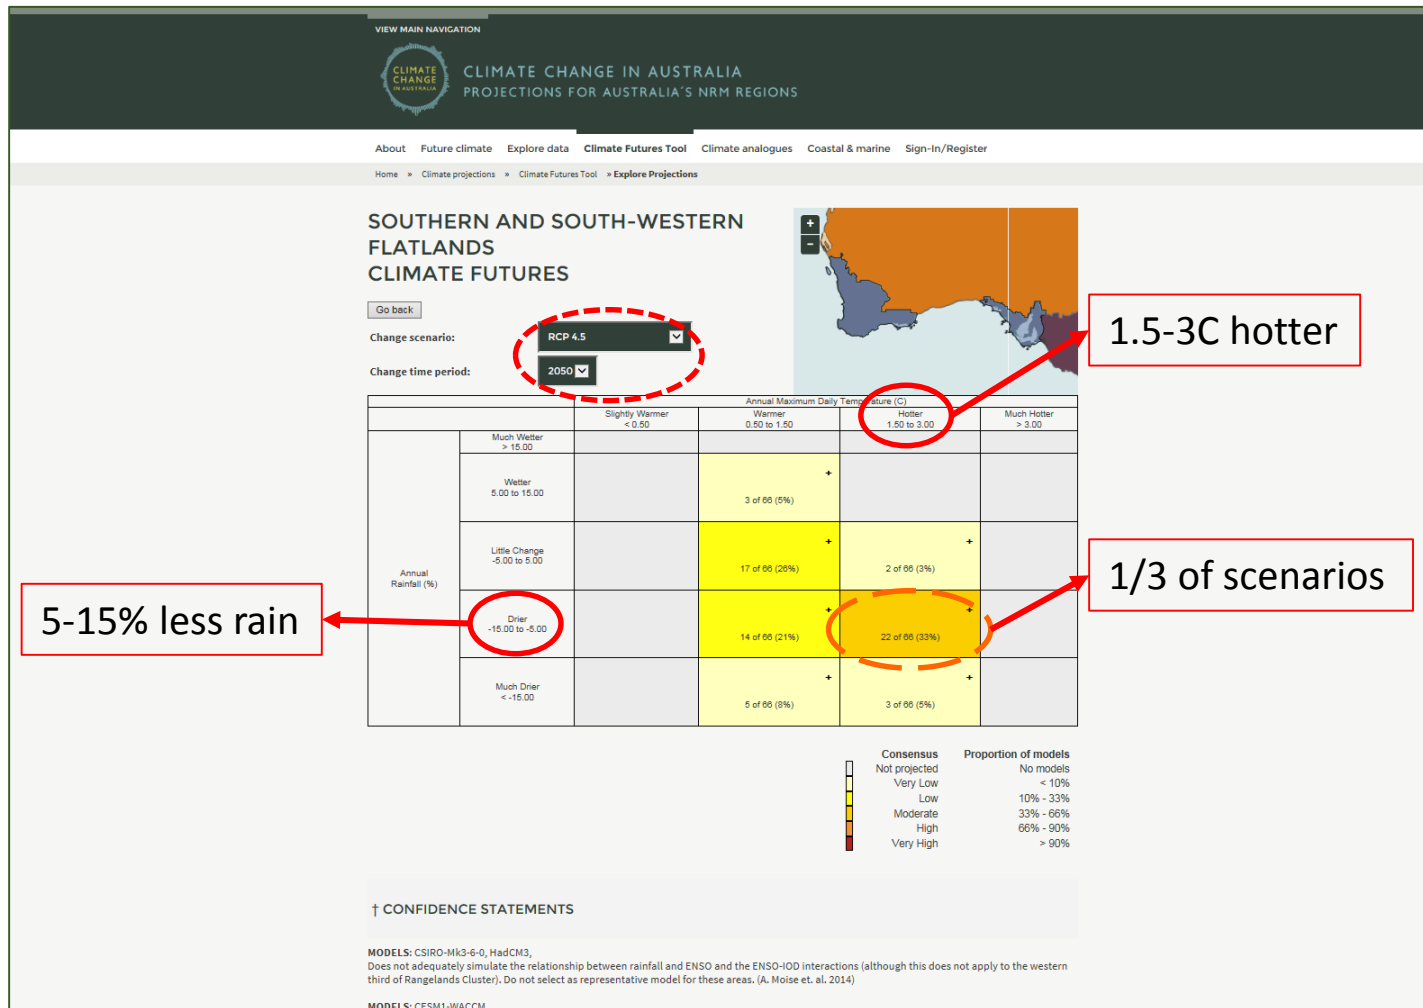 VIEW MAIN NAVIGATION
CLIMATE
CHANGE
IN AUSTRALIA
CLIMATE CHANGE IN AUSTRALIA
PROJECTIONS FOR AUSTRALIA'S NRM REGIONS
About Future climate Explore data Climate Futures Tool Climate analogues Coastal & marine Sign-In/Register
Home » Climate projections » Climate Futures Tool » Explore Projections
SOUTHERN AND SOUTH-WESTERN
FLATLANDS
CLIMATE FUTURES
+
-
Go back
Change scenario: RCP 4.5
Change time period: 2050
1.5-3C hotter
Annual Maximum Daily Temperature (C)
Slightly Warmer Warmer Hotter Much Hotter
< 0.50 0.50 to 1.50 1.50 to 3.00 > 3.00
Much Wetter
> 15.00
Wetter
5.00 to 15.00
+
3 of 66 (5%)
Little Change
-5.00 to 5.00
+ +
17 of 66 (26%) 2 of 66 (3%)
Annual
Rainfall (%)
1/3 of scenarios
5-15% less rain
Drier
-15.00 to -5.00
+ +
14 of 66 (21%) 22 of 66 (33%)
Much Drier
< -15.00
+ +
5 of 66 (8%) 3 of 66 (5%)
Consensus Proportion of models
Not projected No models
Very Low < 10%
Low 10% - 33%
Moderate 33% - 66%
High 66% - 90%
Very High > 90%
† CONFIDENCE STATEMENTS
MODELS: CSIRO-Mk3-6-0, HadCM3,
Does not adequately simulate the relationship between rainfall and ENSO and the ENSO-IOD interactions (although this does not apply to the western
third of Rangelands Cluster). Do not select as representative model for these areas. (A. Moise et. al. 2014)
MODELS: CESM1-WACCM